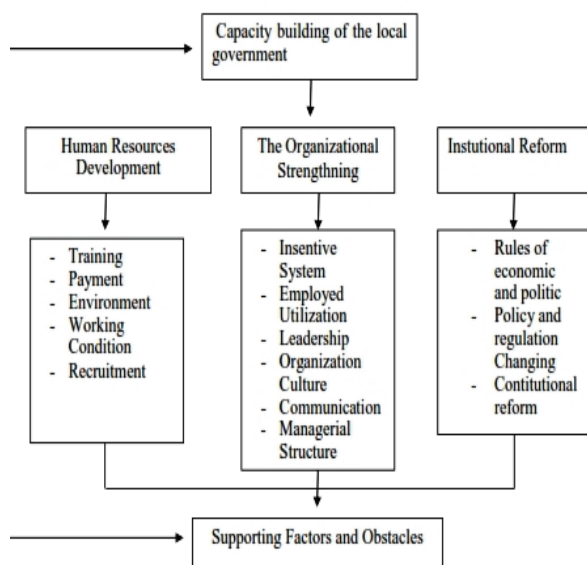 Capacity building of the local
government
Human Resources
Development
The Organizational
Strengthning
Instutional Reform
- Training
- Payment
- Environment
- Working
Condition
- Recruitment
- Insentive
System
- Employed
Utilization
- Leadership
- Organization
Culture
- Communication
- Managerial
Structure
- Rules of
economic
and politic
- Policy and
regulation
Changing
- Contitutional
reform
Supporting Factors and Obstacles